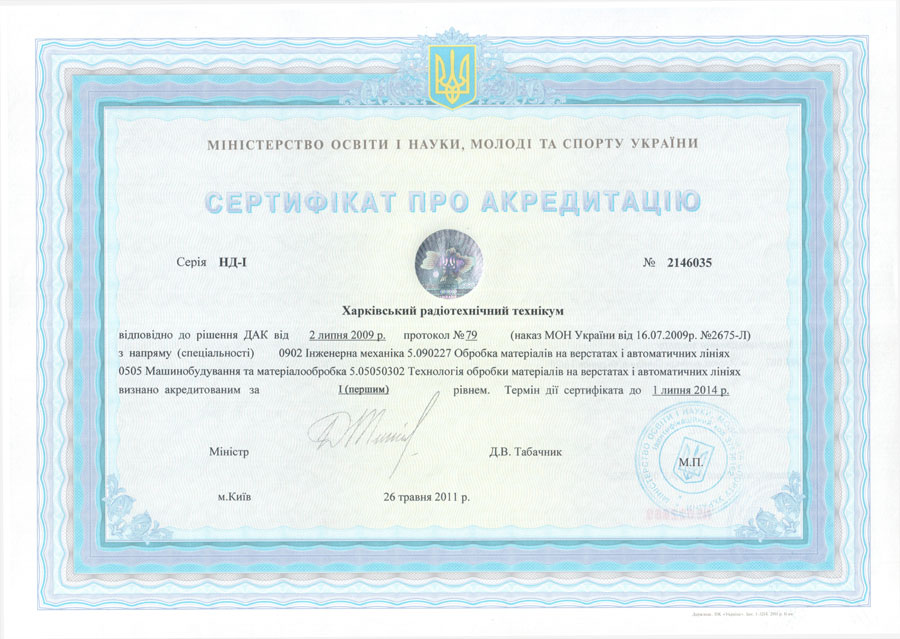 МІНІСТЕРСТВО ОСВІТИ І НАУКИ, МОЛОДІ ТА СПОРТУ УКРАЇНИ
СЕРТИФІКАТ ПРО АКРЕДИТАЦІЮ
Серія НД-І № 2146035
Харківський радіотехнічний технікум
відповідно до рішення ДАК від 2 липня 2009 р. протокол №79 (наказ МОН України від 16.07.2009р. №2675-Л)
з напряму (спеціальності) 0902 Інженерна механіка 5.090227 Обробка матеріалів на верстатах і автоматичних лініях
0505 Машинобудування та матеріалообробка 5.05050302 Технологія обробки матеріалів на верстатах і автоматичних лініях
визнано акредитованим за І (першим) рівнем. Термін дії сертифіката до 1 липня 2014 р.
Міністр Д.В. Табачник М.П.
м.Київ 26 травня 2011 р.